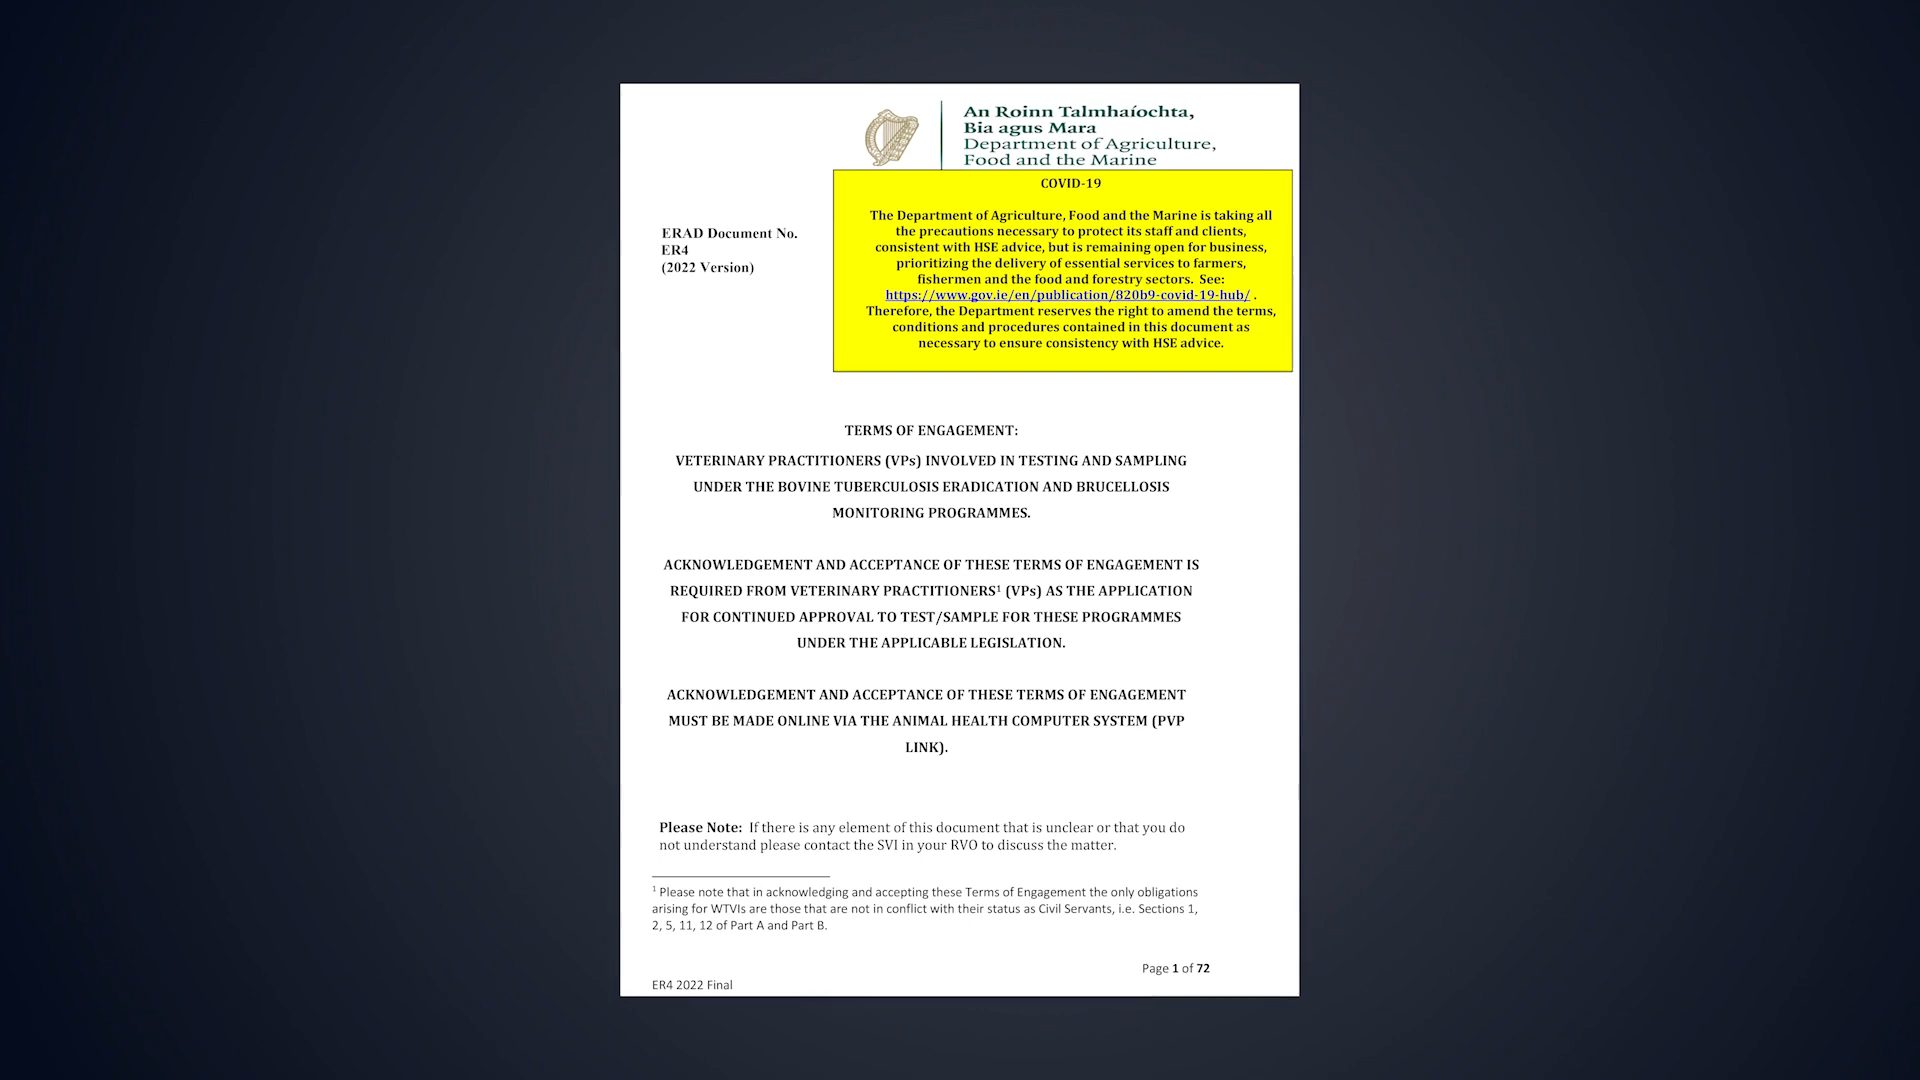 An Roinn Talmhaíochta,
Bia agus Mara
Department of Agriculture,
Food and the Marine
ERAD Document No.
ER4
(2022 Version)
COVID-19
The Department of Agriculture, Food and the Marine is taking all
the precautions necessary to protect its staff and clients,
consistent with HSE advice, but is remaining open for business,
prioritizing the delivery of essential services to farmers,
fishermen and the food and forestry sectors. See:
https://www.gov.ie/en/publication/820b9-covid-19-hub/ .
Therefore, the Department reserves the right to amend the terms,
conditions and procedures contained in this document as
necessary to ensure consistency with HSE advice.
TERMS OF ENGAGEMENT:
VETERINARY PRACTITIONERS (VPs) INVOLVED IN TESTING AND SAMPLING
UNDER THE BOVINE TUBERCULOSIS ERADICATION AND BRUCELLOSIS
MONITORING PROGRAMMES.
ACKNOWLEDGEMENT AND ACCEPTANCE OF THESE TERMS OF ENGAGEMENT IS
REQUIRED FROM VETERINARY PRACTITIONERS¹ (VPs) AS THE APPLICATION
FOR CONTINUED APPROVAL TO TEST/SAMPLE FOR THESE PROGRAMMES
UNDER THE APPLICABLE LEGISLATION.
ACKNOWLEDGEMENT AND ACCEPTANCE OF THESE TERMS OF ENGAGEMENT
MUST BE MADE ONLINE VIA THE ANIMAL HEALTH COMPUTER SYSTEM (PVP
LINK).
Please Note: If there is any element of this document that is unclear or that you do
not understand please contact the SVI in your RVO to discuss the matter.
¹ Please note that in acknowledging and accepting these Terms of Engagement the only obligations
arising for WTVIs are those that are not in conflict with their status as Civil Servants, i.e. Sections 1,
2, 5, 11, 12 of Part A and Part B.
Page 1 of 72
ER4 2022 Final